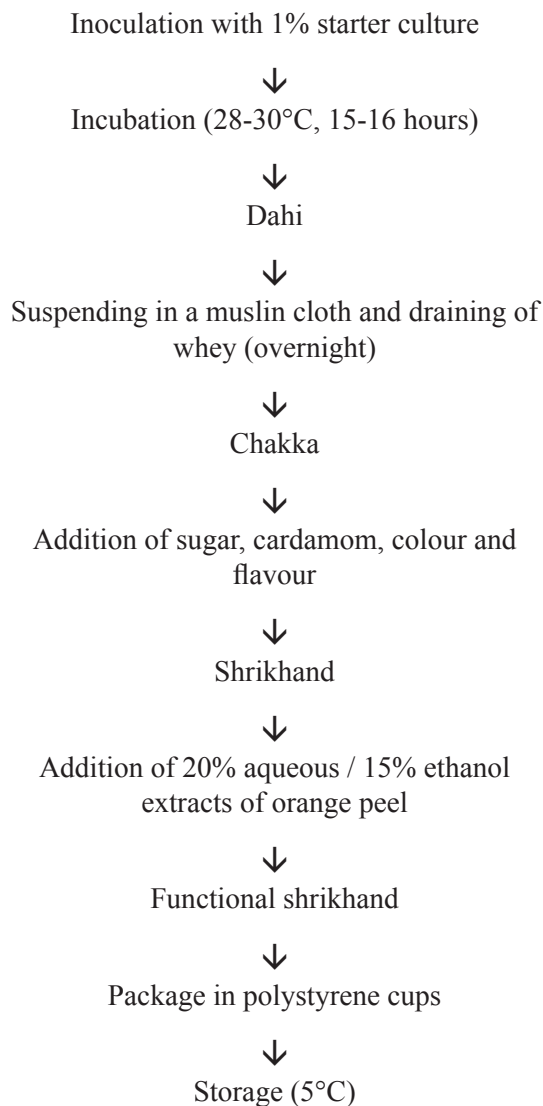 Inoculation with 1% starter culture
↓
Incubation (28-30°C, 15-16 hours)
↓
Dahi
↓
Suspending in a muslin cloth and draining of
whey (overnight)
↓
Chakka
↓
Addition of sugar, cardamom, colour and
flavour
↓
Shrikhand
↓
Addition of 20% aqueous / 15% ethanol
extracts of orange peel
↓
Functional shrikhand
↓
Package in polystyrene cups
↓
Storage (5°C)